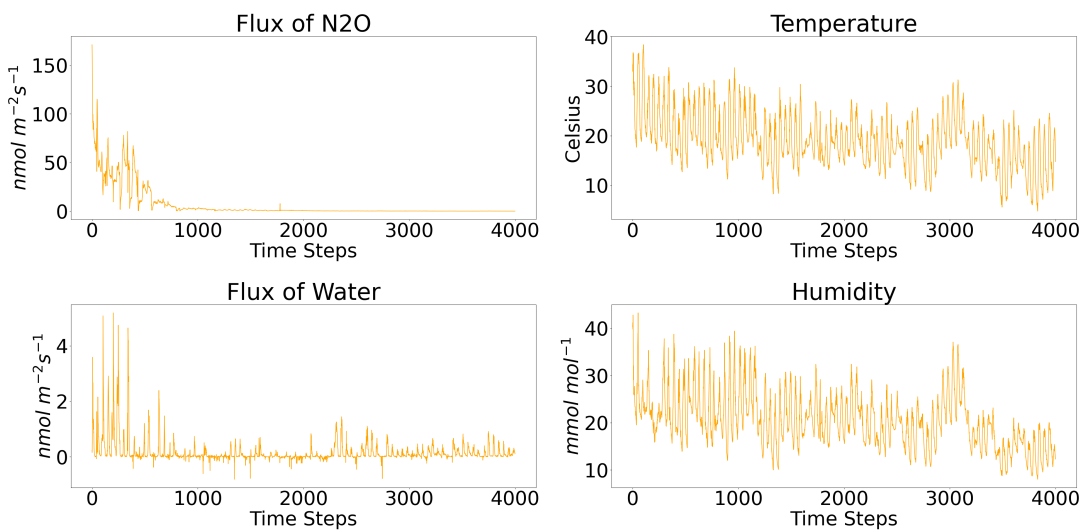 Flux of N2O
nmol m⁻²s⁻¹
150
100
50
0
0 1000 2000 3000 4000
Time Steps
Temperature
Celsius
40
30
20
10
0 1000 2000 3000 4000
Time Steps
Flux of Water
nmol m⁻²s⁻¹
4
2
0
0 1000 2000 3000 4000
Time Steps
Humidity
mmol mol⁻¹
40
30
20
10
0 1000 2000 3000 4000
Time Steps